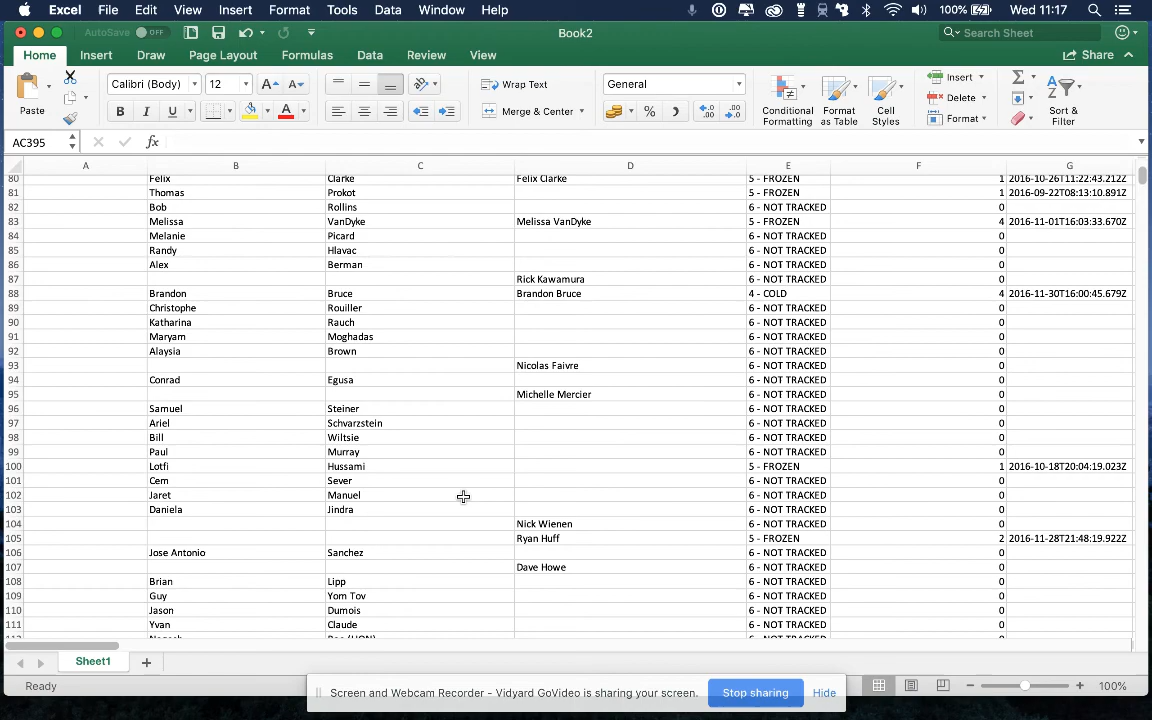 Excel File Edit View Insert Format Tools Data Window Help 100% Wed 11:17
AutoSave OFF Book2 Search Sheet
Home Insert Draw Page Layout Formulas Data Review View Share
Paste Calibri (Body) 12 Wrap Text General Insert
B I U A Merge & Center % Conditional Formatting Format as Table Cell Styles Delete Format Sort & Filter
AC395 fx
A B C D E F G
80 Felix Clarke Felix Clarke 5 - FROZEN 1 2016-10-26T11:22:43.212Z
81 Thomas Prokot 5 - FROZEN 1 2016-09-22T08:13:10.891Z
82 Bob Rollins 6 - NOT TRACKED 0
83 Melissa VanDyke Melissa VanDyke 5 - FROZEN 4 2016-11-01T16:03:33.670Z
84 Melanie Picard 6 - NOT TRACKED 0
85 Randy Hlavac 6 - NOT TRACKED 0
86 Alex Berman 6 - NOT TRACKED 0
87 Rick Kawamura 6 - NOT TRACKED 0
88 Brandon Bruce Brandon Bruce 4 - COLD 4 2016-11-30T16:00:45.679Z
89 Christophe Rouiller 6 - NOT TRACKED 0
90 Katharina Rauch 6 - NOT TRACKED 0
91 Maryam Moghadas 6 - NOT TRACKED 0
92 Alaysia Brown 6 - NOT TRACKED 0
93 Nicolas Faivre 6 - NOT TRACKED 0
94 Conrad Egusa 6 - NOT TRACKED 0
95 Michelle Mercier 6 - NOT TRACKED 0
96 Samuel Steiner 6 - NOT TRACKED 0
97 Ariel Schvarzstein 6 - NOT TRACKED 0
98 Bill Wiltsie 6 - NOT TRACKED 0
99 Paul Murray 6 - NOT TRACKED 0
100 Lotfi Hussami 5 - FROZEN 1 2016-10-18T20:04:19.023Z
101 Cem Sever 6 - NOT TRACKED 0
102 Jaret Manuel 6 - NOT TRACKED 0
103 Daniela Jindra 6 - NOT TRACKED 0
104 Nick Wienen 6 - NOT TRACKED 0
105 Ryan Huff 5 - FROZEN 2 2016-11-28T21:48:19.922Z
106 Jose Antonio Sanchez 6 - NOT TRACKED 0
107 Dave Howe 6 - NOT TRACKED 0
108 Brian Lipp 6 - NOT TRACKED 0
109 Guy Yom Tov 6 - NOT TRACKED 0
110 Jason Dumois 6 - NOT TRACKED 0
111 Yvan Claude 6 - NOT TRACKED 0
6 - NOT TRACKED 0
Sheet1
Ready Screen and Webcam Recorder - Vidyard GoVideo is sharing your screen. Stop sharing Hide 100%